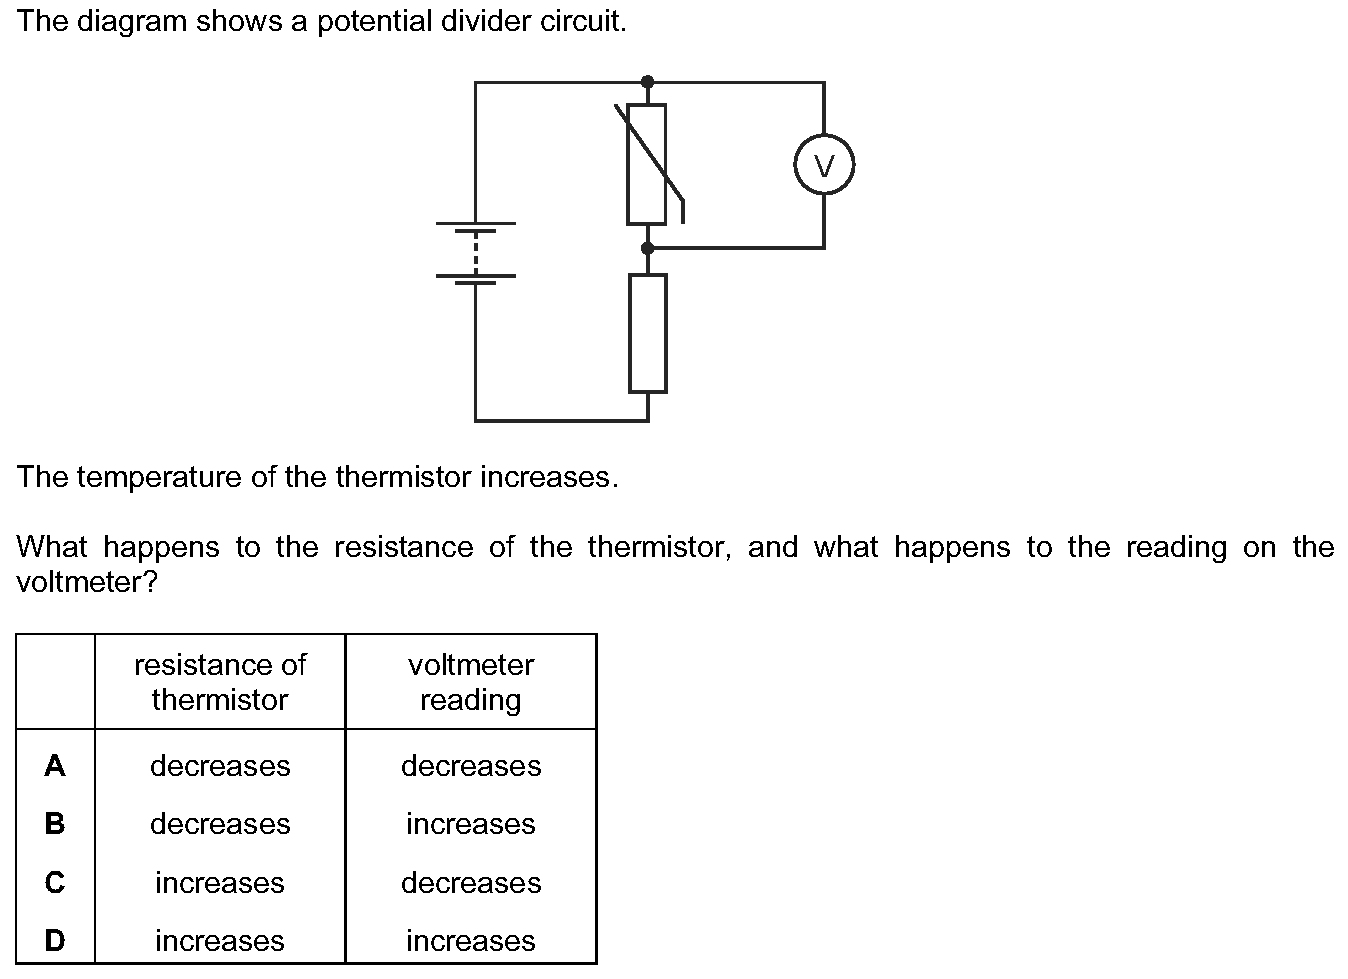 The diagram shows a potential divider circuit.
V
The temperature of the thermistor increases.
What happens to the resistance of the thermistor, and what happens to the reading on the
voltmeter?
resistance of thermistor voltmeter reading
A decreases decreases
B decreases increases
C increases decreases
D increases increases